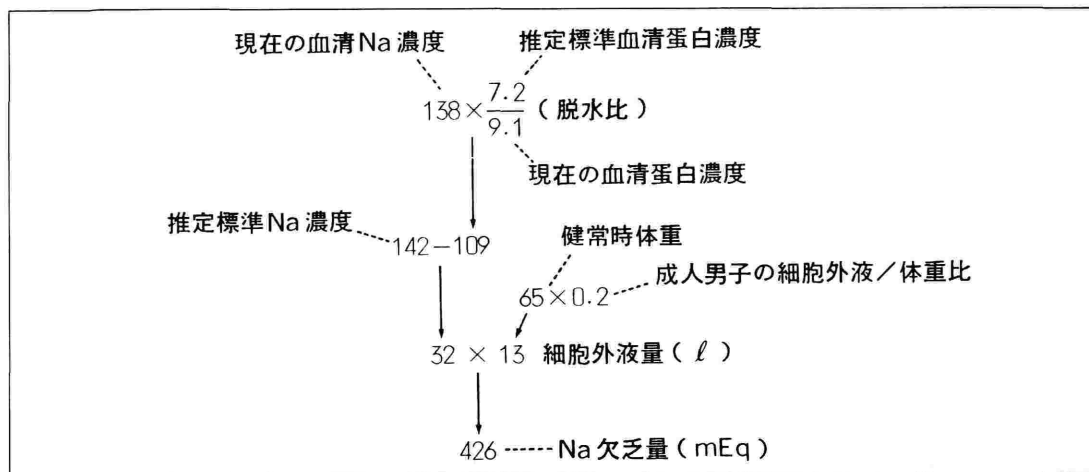 現在の血清Na濃度
推定標準血清蛋白濃度
138×7.2/9.1(脱水比)
現在の血清蛋白濃度
推定標準Na濃度
142−109
健常時体重
65×0.2
成人男子の細胞外液／体重比
32 × 13 細胞外液量(ℓ)
426 Na欠乏量(mEq)